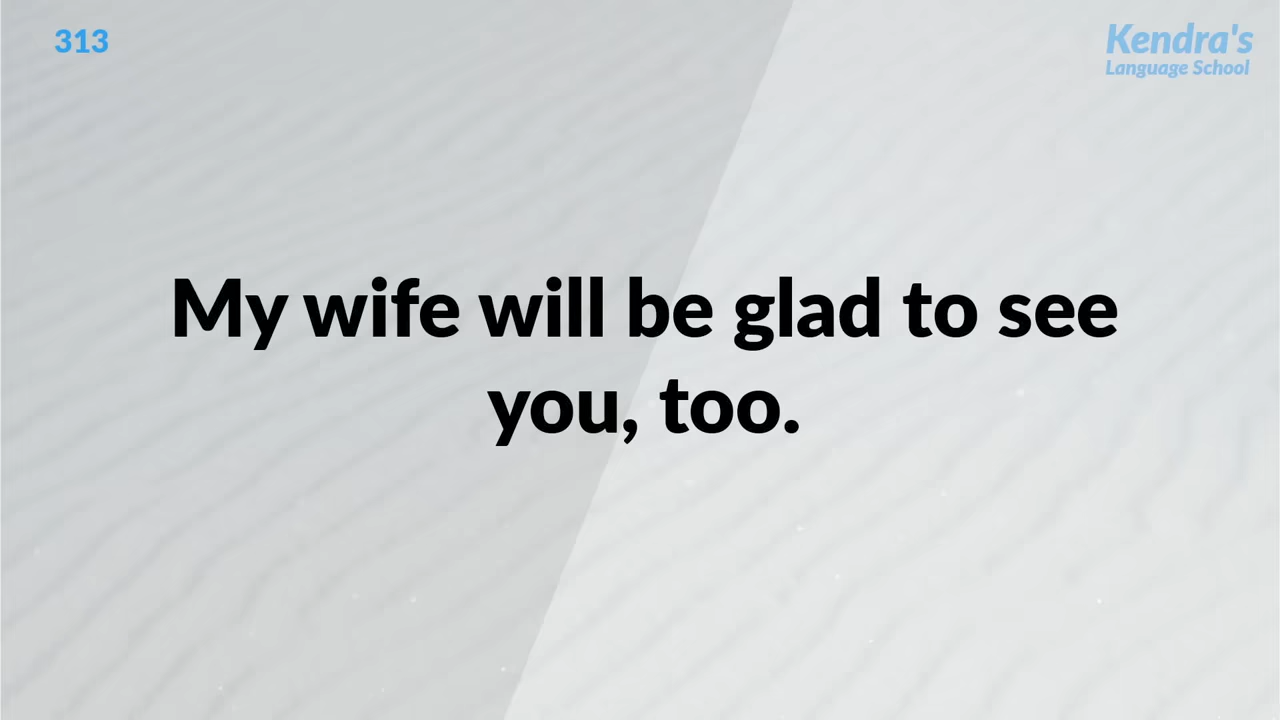 313
Kendra's
Language School
My wife will be glad to see
you, too.